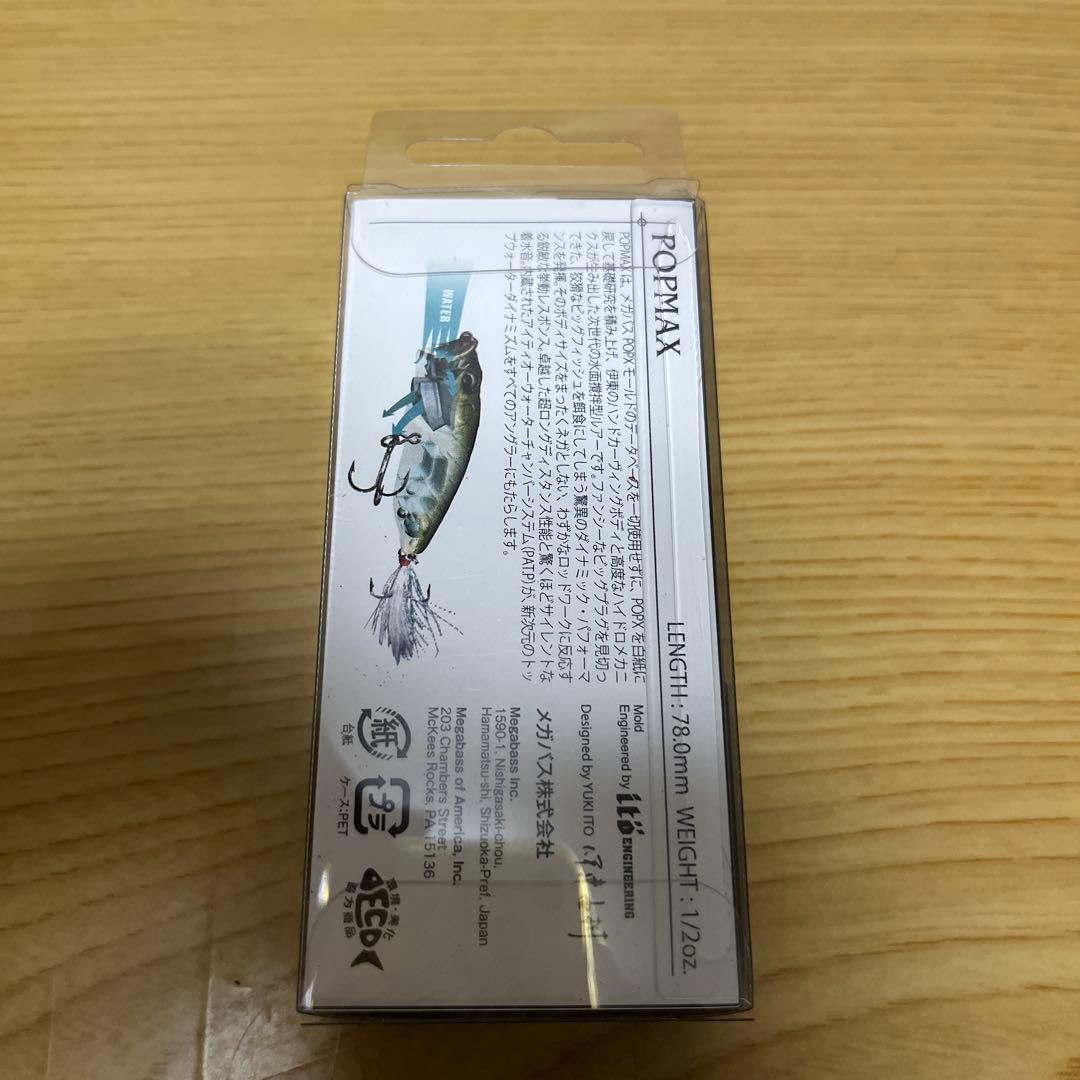 POPMAX
LENGTH : 78.0mm WEIGHT : 1/2oz.
POPMAXは、メガバスPOPXモールドのデータベースを一切使用せずに、POPXを白紙に
戻して基礎研究を積み上げ、伊東のハンドカーヴィングボディと高度なハイドロメカニ
クスが生み出した次世代の水面撹拌型ルアーです。ファンシーなビッグプラグを見切っ
てきた、狡猾なビッグフィッシュを餌食にしてしまう驚異のダイナミック・パフォーマ
ンスを発揮。そのボディサイズをまったくネガとしない、わずかなロッドワークに反応す
る鋭敏な挙動レスポンス。卓越した超ロングディスタンス性能と驚くほどサイレントな
着水音。内蔵されたアイティオーウォーターチャンバーシステム(PAT.P)が、新次元のトッ
プウォーターダイナミズムをすべてのアングラーにもたらします。
WATER
Mold
Engineered by itö ENGINEERING
Designed by YUKI ITO
メガバス株式会社
Megabass Inc.
1590-1, Nishigasaki-chou,
Hamamatsu-shi, Shizuoka-Pref, Japan
Megabass of America, Inc.
203 Chambers Street
McKees Rocks, PA 15136
紙
台紙
プラ
ケース:PET
環境・美化
ECO
尽力商品